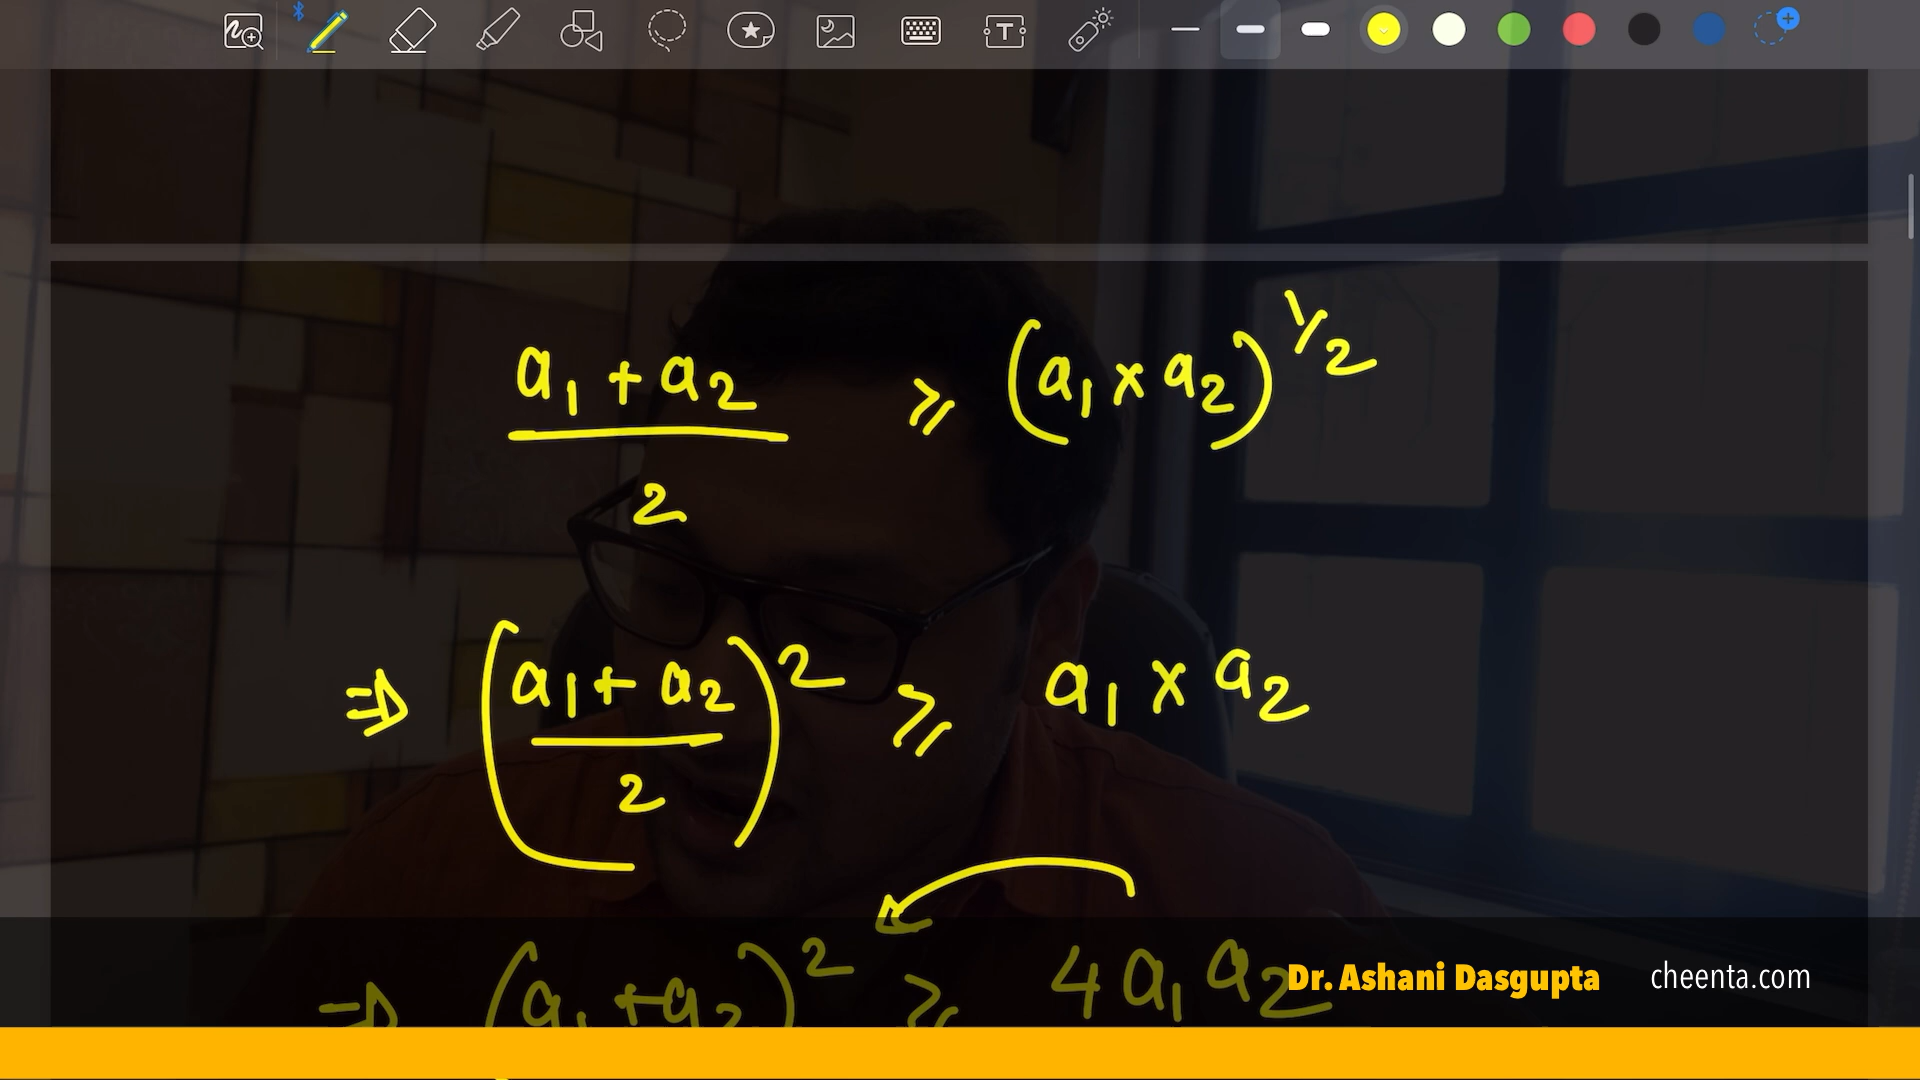 T
(a₁ + a₂)/2 ⩾ (a₁ × a₂)^{1/2}
⇒ ((a₁ + a₂)/2)² ⩾ a₁ × a₂
⇒ (a₁ + a₂)² ⩾ 4a₁a₂
Dr. Ashani Dasgupta cheenta.com